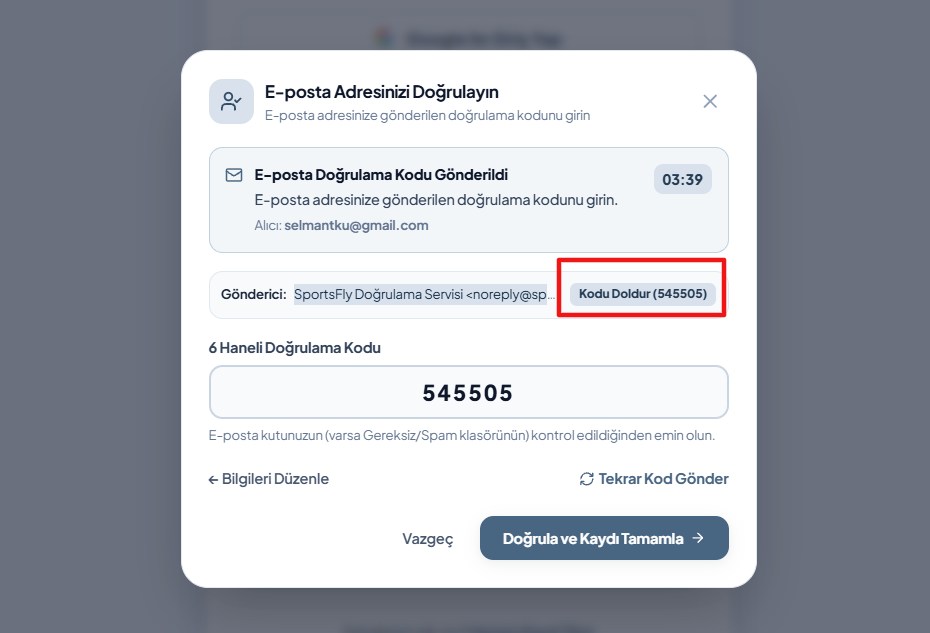 E-posta Adresinizi Doğrulayın
E-posta adresinize gönderilen doğrulama kodunu girin
E-posta Doğrulama Kodu Gönderildi
03:39
E-posta adresinize gönderilen doğrulama kodunu girin.
Alıcı: selmantku@gmail.com
Gönderici: SportsFly Doğrulama Servisi <noreply@sp...
Kodu Doldur (545505)
6 Haneli Doğrulama Kodu
545505
E-posta kutunuzun (varsa Gereksiz/Spam klasörünün) kontrol edildiğinden emin olun.
← Bilgileri Düzenle
Tekrar Kod Gönder
Vazgeç
Doğrula ve Kaydı Tamamla →